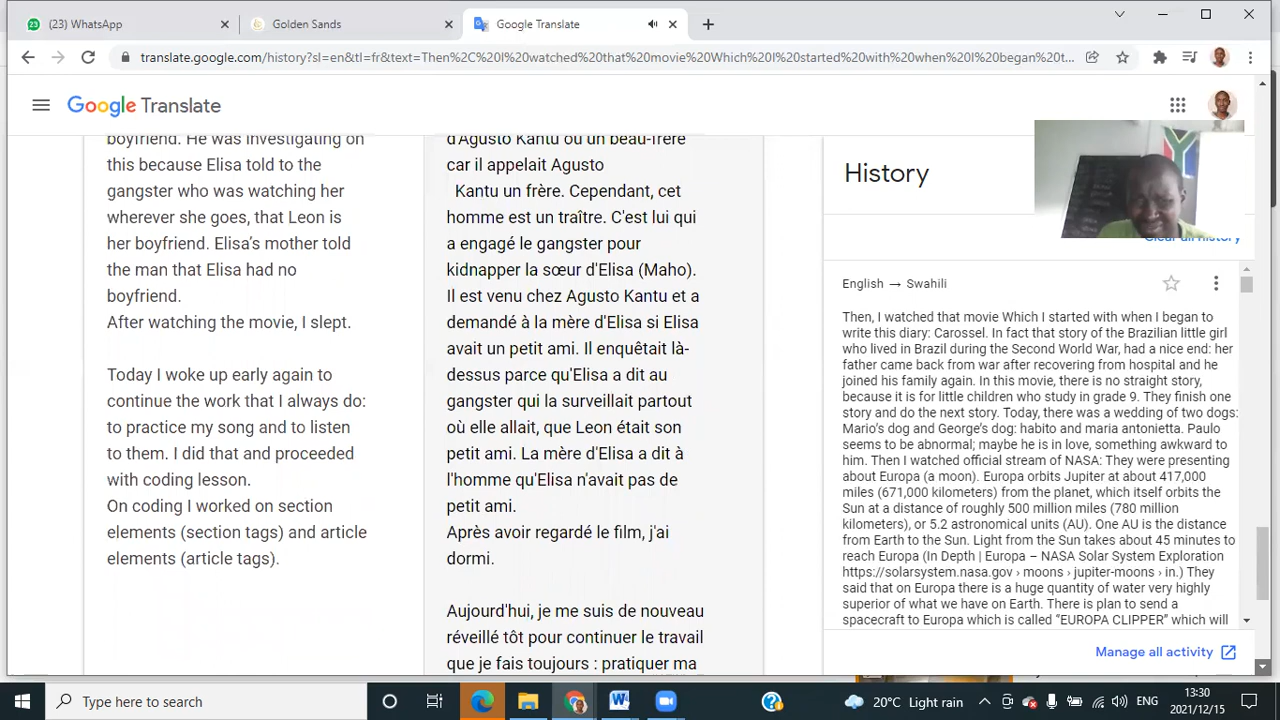 (23) WhatsApp
Golden Sands
Google Translate
translate.google.com/history?sl=en&tl=fr&text=Then%2C%20I%20watched%20that%20movie%20Which%20I%20started%20with%20when%20I%20began%20t...
Google Translate
boyfriend. He was investigating on
this because Elisa told to the
gangster who was watching her
wherever she goes, that Leon is
her boyfriend. Elisa's mother told
the man that Elisa had no
boyfriend.
After watching the movie, I slept.
Today I woke up early again to
continue the work that I always do:
to practice my song and to listen
to them. I did that and proceeded
with coding lesson.
On coding I worked on section
elements (section tags) and article
elements (article tags).
d'Agusto Kantu ou un beau-frère
car il appelait Agusto
Kantu un frère. Cependant, cet
homme est un traître. C'est lui qui
a engagé le gangster pour
kidnapper la sœur d'Elisa (Maho).
Il est venu chez Agusto Kantu et a
demandé à la mère d'Elisa si Elisa
avait un petit ami. Il enquêtait là-
dessus parce qu'Elisa a dit au
gangster qui la surveillait partout
où elle allait, que Leon était son
petit ami. La mère d'Elisa a dit à
l'homme qu'Elisa n'avait pas de
petit ami.
Après avoir regardé le film, j'ai
dormi.
Aujourd'hui, je me suis de nouveau
réveillé tôt pour continuer le travail
que je fais toujours : pratiquer ma
History
Clear all history
English → Swahili
Then, I watched that movie Which I started with when I began to
write this diary: Carossel. In fact that story of the Brazilian little girl
who lived in Brazil during the Second World War, had a nice end: her
father came back from war after recovering from hospital and he
joined his family again. In this movie, there is no straight story,
because it is for little children who study in grade 9. They finish one
story and do the next story. Today, there was a wedding of two dogs:
Mario's dog and George's dog: habito and maria antonietta. Paulo
seems to be abnormal; maybe he is in love, something awkward to
him. Then I watched official stream of NASA: They were presenting
about Europa (a moon). Europa orbits Jupiter at about 417,000
miles (671,000 kilometers) from the planet, which itself orbits the
Sun at a distance of roughly 500 million miles (780 million
kilometers), or 5.2 astronomical units (AU). One AU is the distance
from Earth to the Sun. Light from the Sun takes about 45 minutes to
reach Europa (In Depth | Europa – NASA Solar System Exploration
https://solarsystem.nasa.gov › moons › jupiter-moons › in.) They
said that on Europa there is a huge quantity of water very highly
superior of what we have on Earth. There is plan to send a
spacecraft to Europa which is called "EUROPA CLIPPER" which will
Manage all activity
Type here to search
20°C Light rain
ENG
13:30
2021/12/15